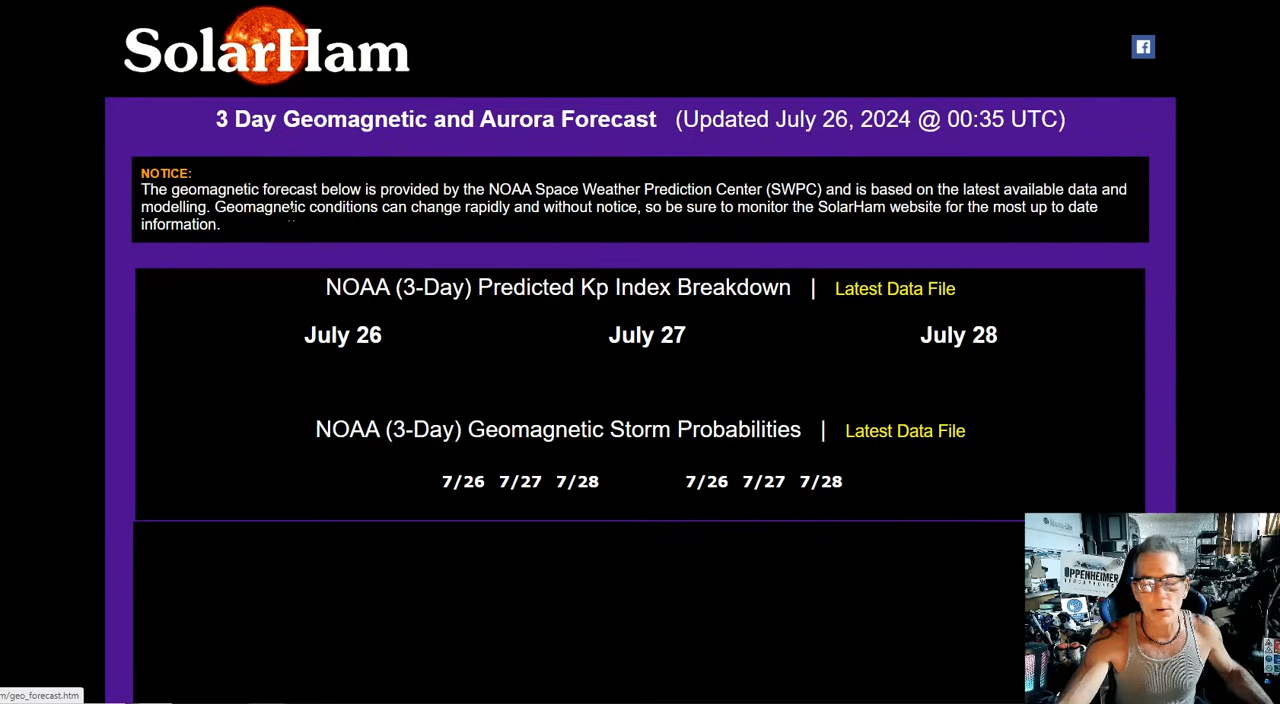 SolarHam
3 Day Geomagnetic and Aurora Forecast (Updated July 26, 2024 @ 00:35 UTC)
NOTICE:
The geomagnetic forecast below is provided by the NOAA Space Weather Prediction Center (SWPC) and is based on the latest available data and
modelling. Geomagnetic conditions can change rapidly and without notice, so be sure to monitor the SolarHam website for the most up to date
information.
NOAA (3-Day) Predicted Kp Index Breakdown | Latest Data File
July 26 July 27 July 28
NOAA (3-Day) Geomagnetic Storm Probabilities | Latest Data File
7/26 7/27 7/28 7/26 7/27 7/28
OPPENHEIMER
m/geo_forecast.htm